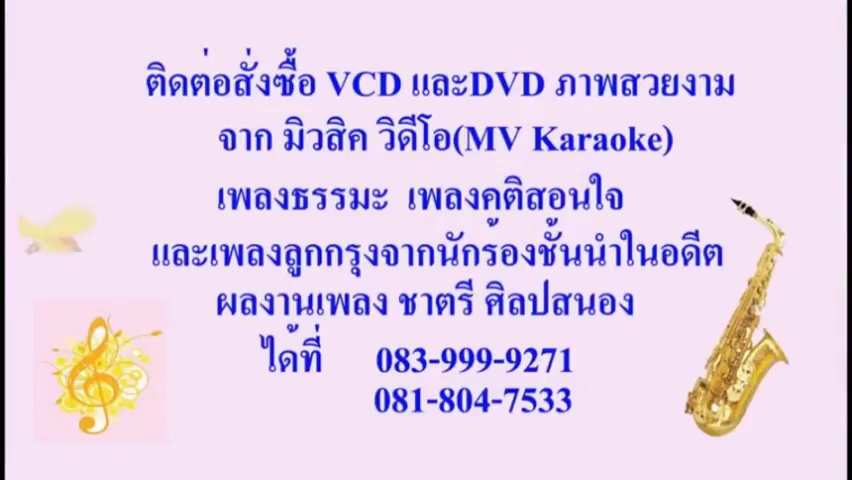 ติดต่อสั่งซื้อ VCD และDVD ภาพสวยงาม
จาก มิวสิค วิดีโอ(MV Karaoke)
เพลงธรรมะ เพลงคติสอนใจ
และเพลงลูกกรุงจากนักร้องชั้นนำในอดีต
ผลงานเพลง ชาตรี ศิลปสนอง
ได้ที่ 083-999-9271
081-804-7533